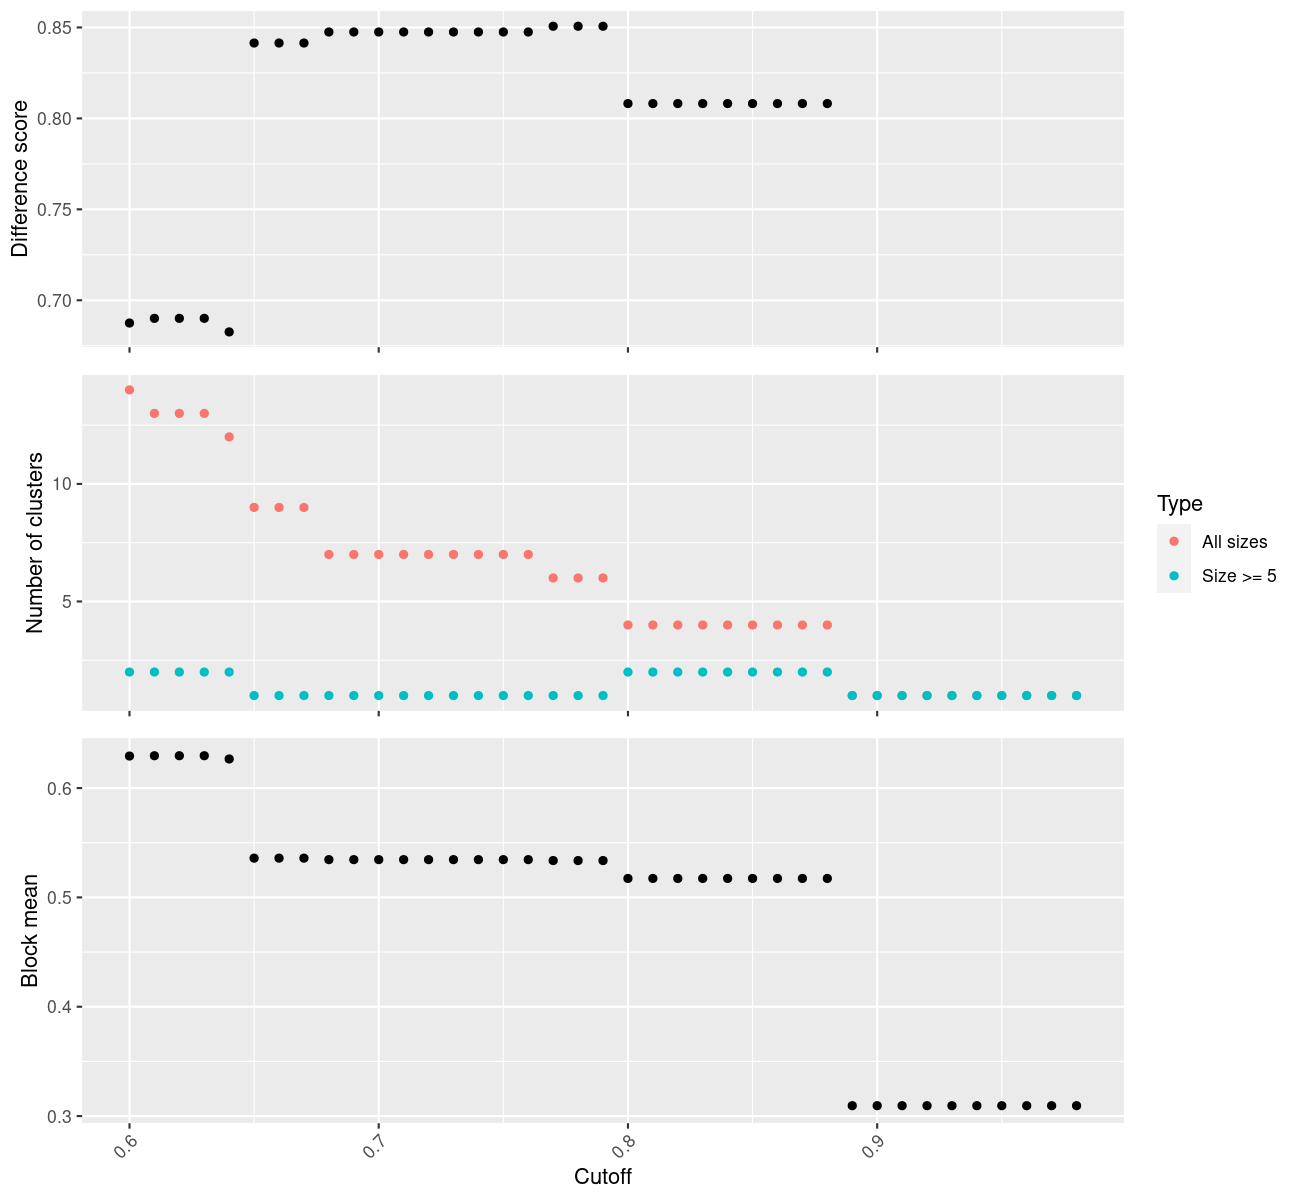 Difference score
0.85
0.80
0.75
0.70
Number of clusters
10
5
Type
All sizes
Size >= 5
Block mean
0.6
0.5
0.4
0.3
0.6 0.7 0.8 0.9
Cutoff